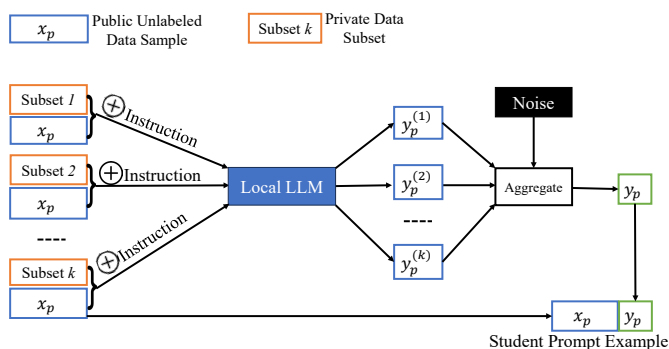 x_p
Public Unlabeled
Data Sample
Subset k
Private Data
Subset
Subset 1
x_p
Instruction
Subset 2
x_p
Instruction
----
Subset k
x_p
Instruction
Local LLM
y_p^{(1)}
y_p^{(2)}
----
y_p^{(k)}
Noise
Aggregate
y_p
x_p
y_p
Student Prompt Example